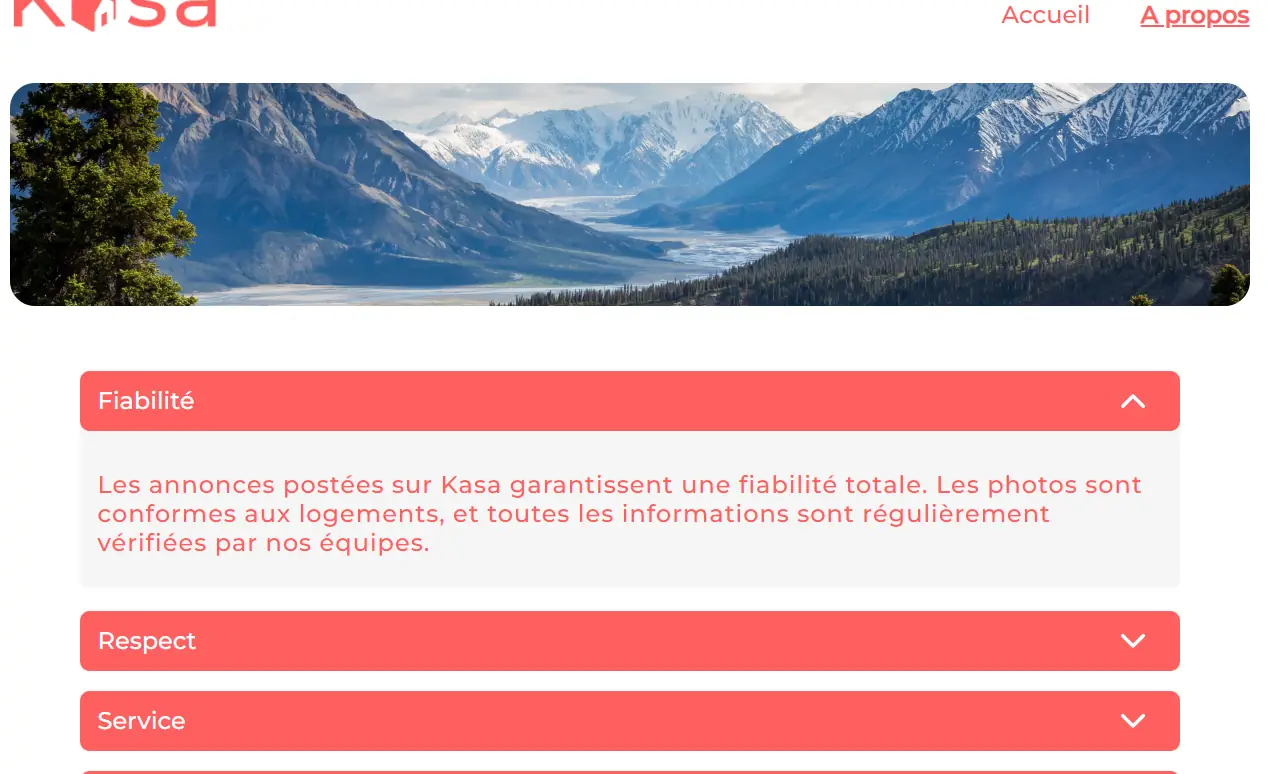 Kasa
Accueil
A propos
Fiabilité
Les annonces postées sur Kasa garantissent une fiabilité totale. Les photos sont
conformes aux logements, et toutes les informations sont régulièrement
vérifiées par nos équipes.
Respect
Service